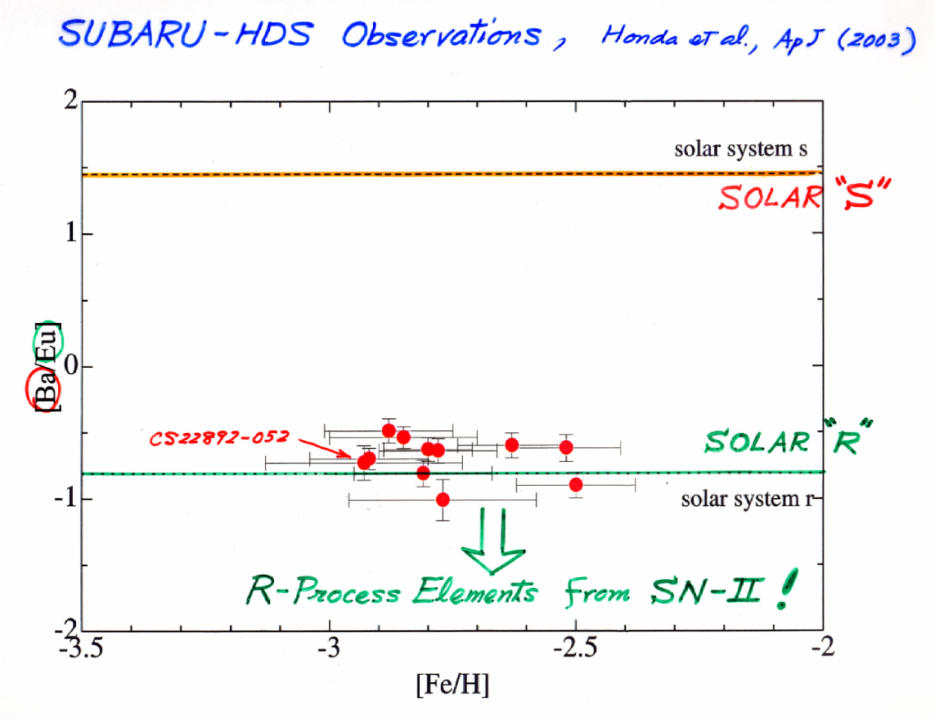 SUBARU-HDS Observations, Honda et al., ApJ (2003)
2
solar system s
SOLAR "S"
1
[Ba/Eu]
0
CS22892-052
SOLAR "R"
-1
solar system r
R-Process Elements from SN-II!
-2
-3.5
-3
-2.5
-2
[Fe/H]